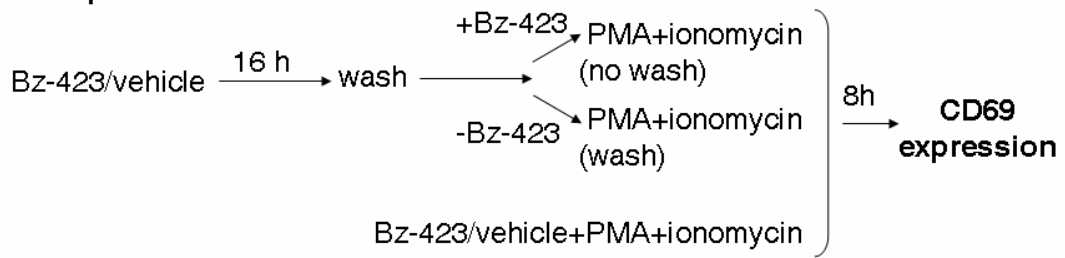 +Bz-423 PMA+ionomycin
(no wash)
Bz-423/vehicle 16 h wash
-Bz-423 PMA+ionomycin
(wash)
8h
CD69
expression
Bz-423/vehicle+PMA+ionomycin